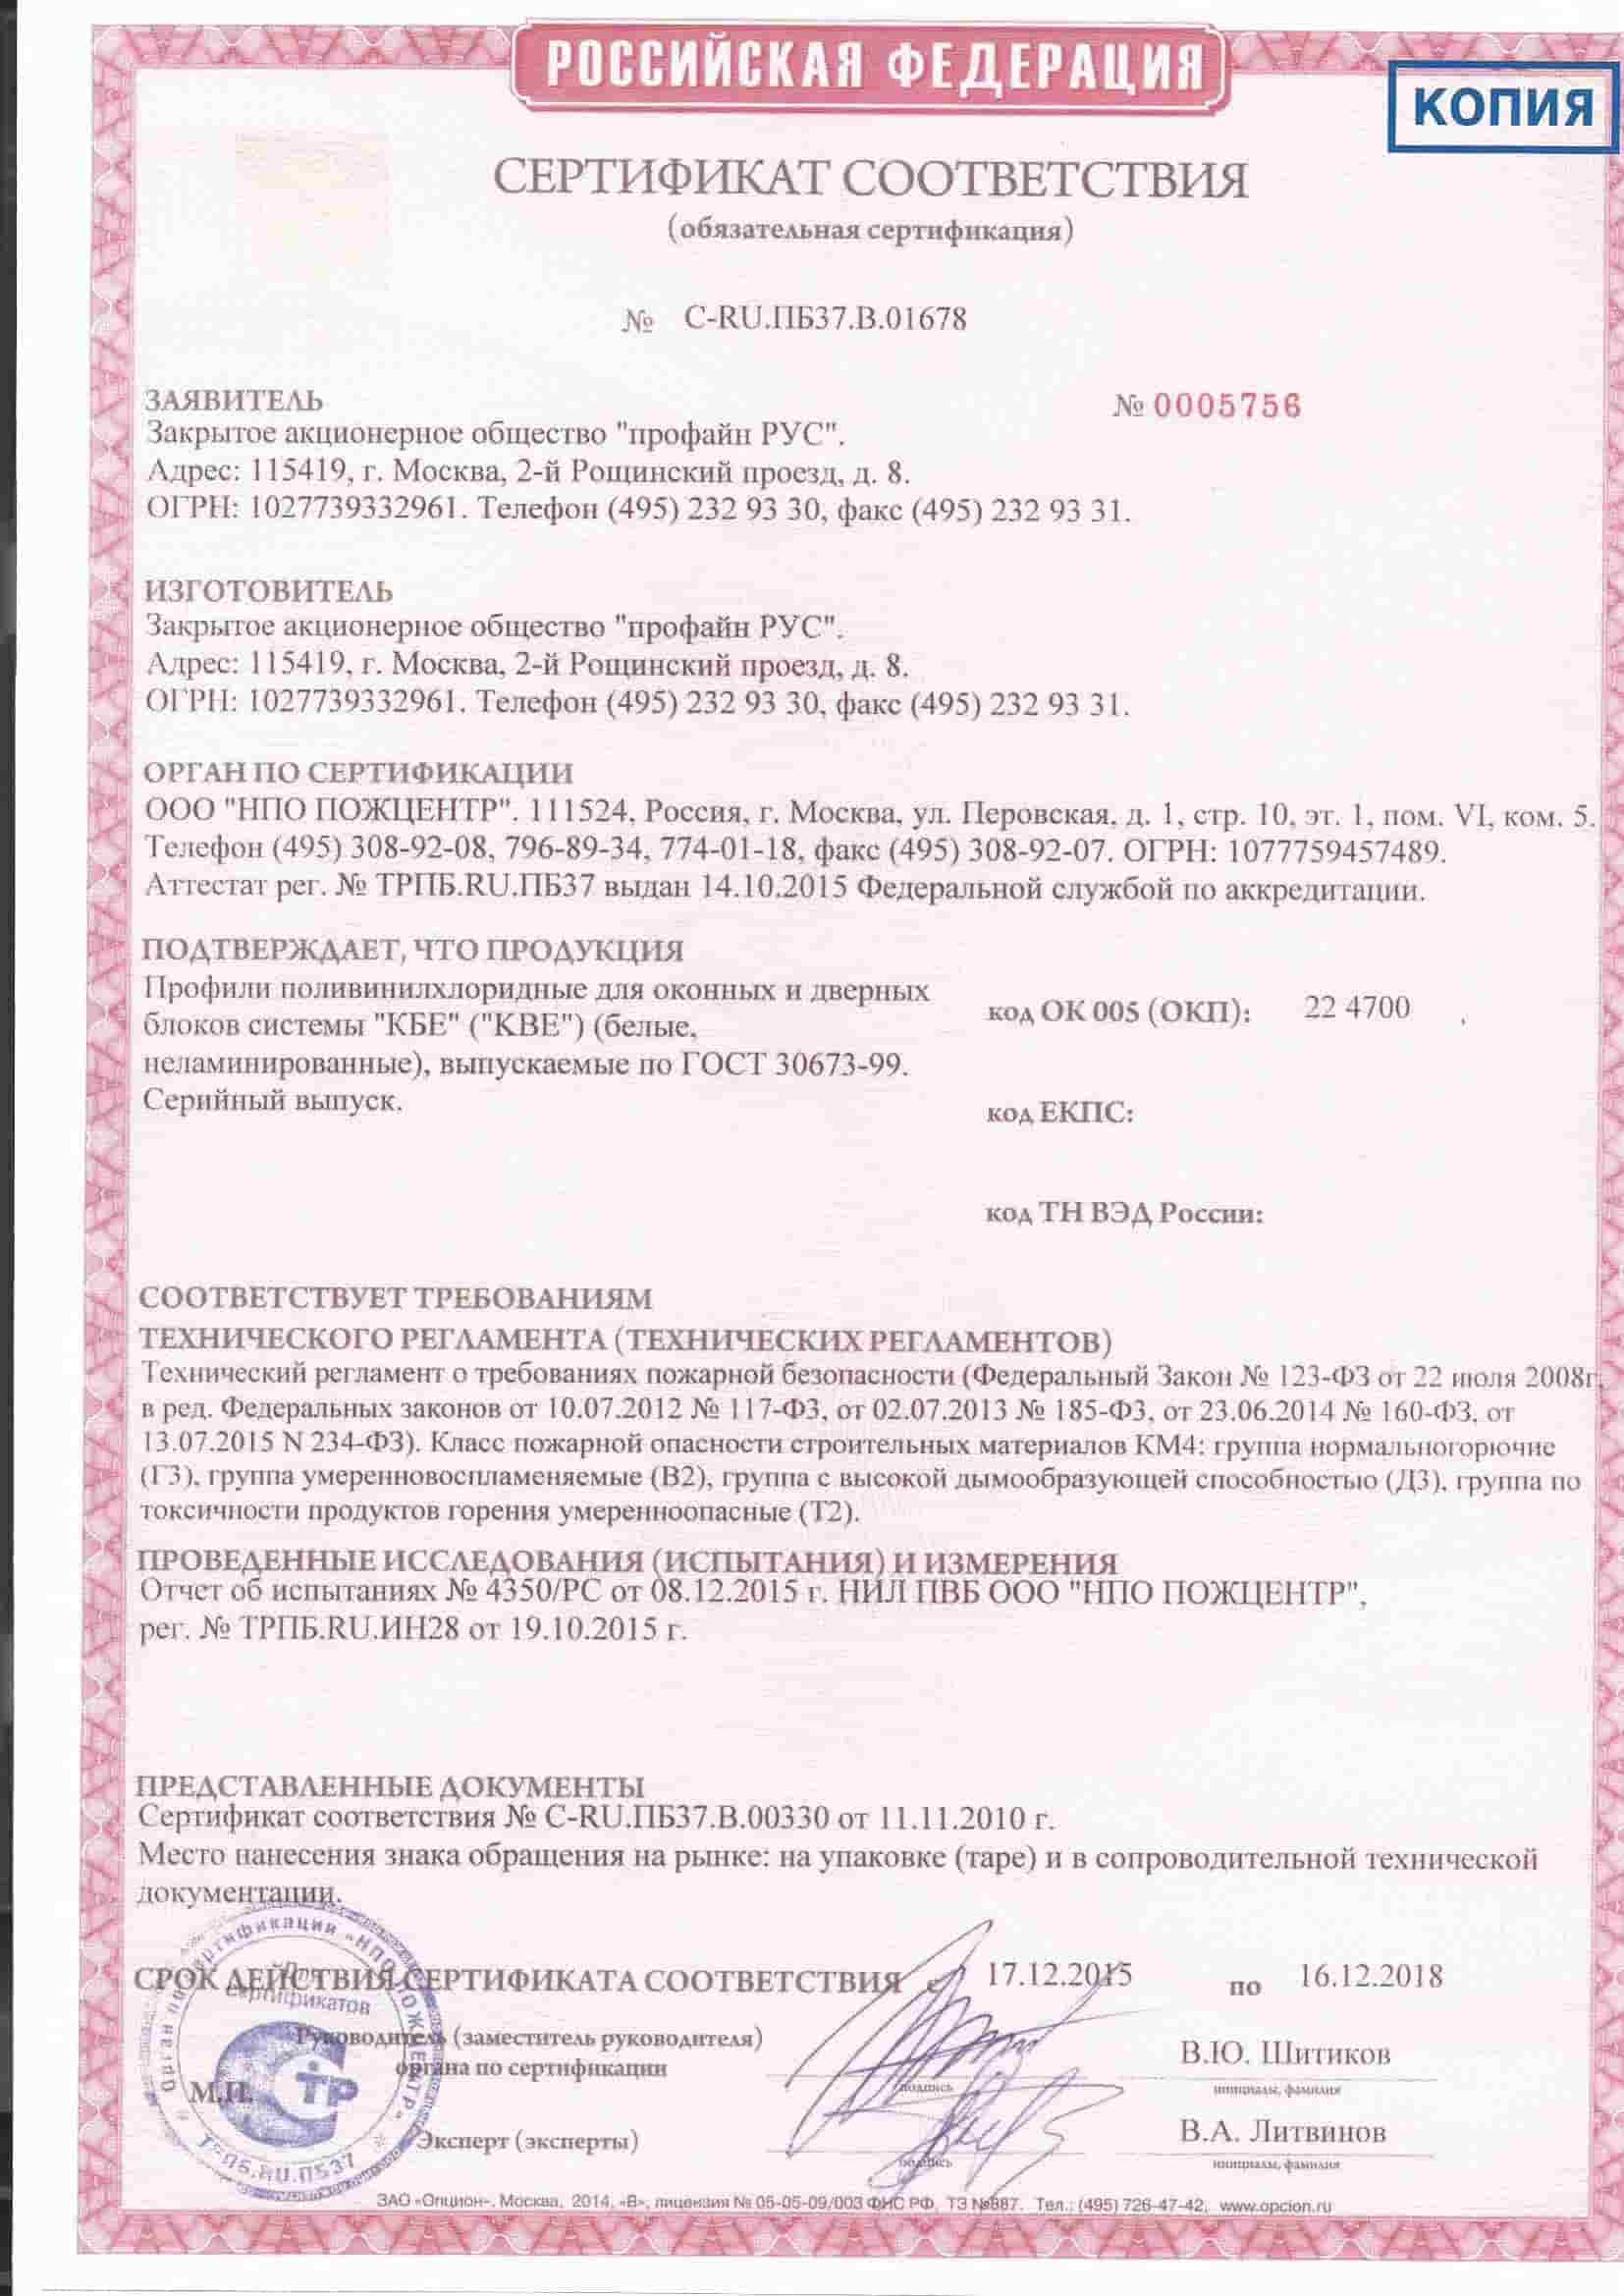 РОССИЙСКАЯ ФЕДЕРАЦИЯ
КОПИЯ
СЕРТИФИКАТ СООТВЕТСТВИЯ
(обязательная сертификация)
№ C-RU.ПБ37.В.01678
ЗАЯВИТЕЛЬ
№ 0005756
Закрытое акционерное общество "профайн РУС".
Адрес: 115419, г. Москва, 2-й Рощинский проезд, д. 8.
ОГРН: 1027739332961. Телефон (495) 232 93 30, факс (495) 232 93 31.
ИЗГОТОВИТЕЛЬ
Закрытое акционерное общество "профайн РУС".
Адрес: 115419, г. Москва, 2-й Рощинский проезд, д. 8.
ОГРН: 1027739332961. Телефон (495) 232 93 30, факс (495) 232 93 31.
ОРГАН ПО СЕРТИФИКАЦИИ
ООО "НПО ПОЖЦЕНТР". 111524, Россия, г. Москва, ул. Перовская, д. 1, стр. 10, эт. 1, пом. VI, ком. 5.
Телефон (495) 308-92-08, 796-89-34, 774-01-18, факс (495) 308-92-07. ОГРН: 1077759457489.
Аттестат рег. № ТРПБ.RU.ПБ37 выдан 14.10.2015 Федеральной службой по аккредитации.
ПОДТВЕРЖДАЕТ, ЧТО ПРОДУКЦИЯ
Профили поливинилхлоридные для оконных и дверных
блоков системы "КБЕ" ("KBE") (белые,
неламинированные), выпускаемые по ГОСТ 30673-99.
Серийный выпуск.
код ОК 005 (ОКП): 22 4700
код ЕКПС:
код ТН ВЭД России:
СООТВЕТСТВУЕТ ТРЕБОВАНИЯМ
ТЕХНИЧЕСКОГО РЕГЛАМЕНТА (ТЕХНИЧЕСКИХ РЕГЛАМЕНТОВ)
Технический регламент о требованиях пожарной безопасности (Федеральный Закон № 123-ФЗ от 22 июля 2008г.
в ред. Федеральных законов от 10.07.2012 № 117-ФЗ, от 02.07.2013 № 185-ФЗ, от 23.06.2014 № 160-ФЗ, от
13.07.2015 N 234-ФЗ). Класс пожарной опасности строительных материалов КМ4: группа нормальногорючие
(Г3), группа умеренновоспламеняемые (В2), группа с высокой дымообразующей способностью (Д3), группа по
токсичности продуктов горения умеренноопасные (Т2).
ПРОВЕДЕННЫЕ ИССЛЕДОВАНИЯ (ИСПЫТАНИЯ) И ИЗМЕРЕНИЯ
Отчет об испытаниях № 4350/РС от 08.12.2015 г. НИЛ ПВБ ООО "НПО ПОЖЦЕНТР",
рег. № ТРПБ.RU.ИН28 от 19.10.2015 г.
ПРЕДСТАВЛЕННЫЕ ДОКУМЕНТЫ
Сертификат соответствия № C-RU.ПБ37.В.00330 от 11.11.2010 г.
Место нанесения знака обращения на рынке: на упаковке (таре) и в сопроводительной технической
документации.
СРОК ДЕЙСТВИЯ СЕРТИФИКАТА СООТВЕТСТВИЯ с 17.12.2015 по 16.12.2018
Руководитель (заместитель руководителя)
органа по сертификации
подпись
В.Ю. Шитиков
инициалы, фамилия
М.П.
Эксперт (эксперты)
подпись
В.А. Литвинов
инициалы, фамилия
Орган по сертификации «НПО ПОЖЦЕНТР»
Для сертификатов
ТР
ТРПБ.RU.ПБ37
ЗАО «Опцион», Москва, 2014, «В», лицензия № 05-05-09/003 ФНС РФ, ТЗ №887. Тел.: (495) 726-47-42, www.opcion.ru